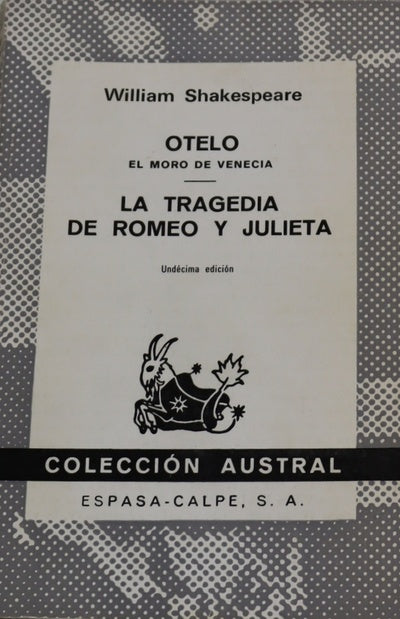 William Shakespeare
OTELO
EL MORO DE VENECIA
LA TRAGEDIA
DE ROMEO Y JULIETA
Undécima edición
COLECCIÓN AUSTRAL
ESPASA-CALPE, S. A.